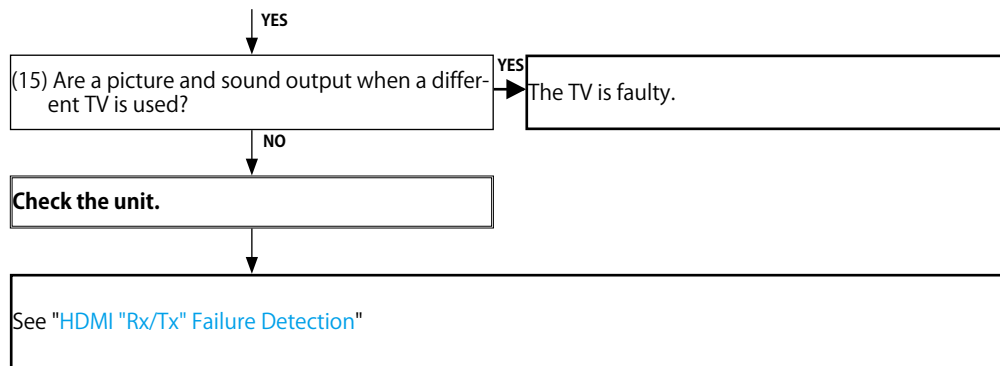 YES
(15) Are a picture and sound output when a differ-
ent TV is used?
YES
The TV is faulty.
NO
Check the unit.
See "HDMI "Rx/Tx" Failure Detection"